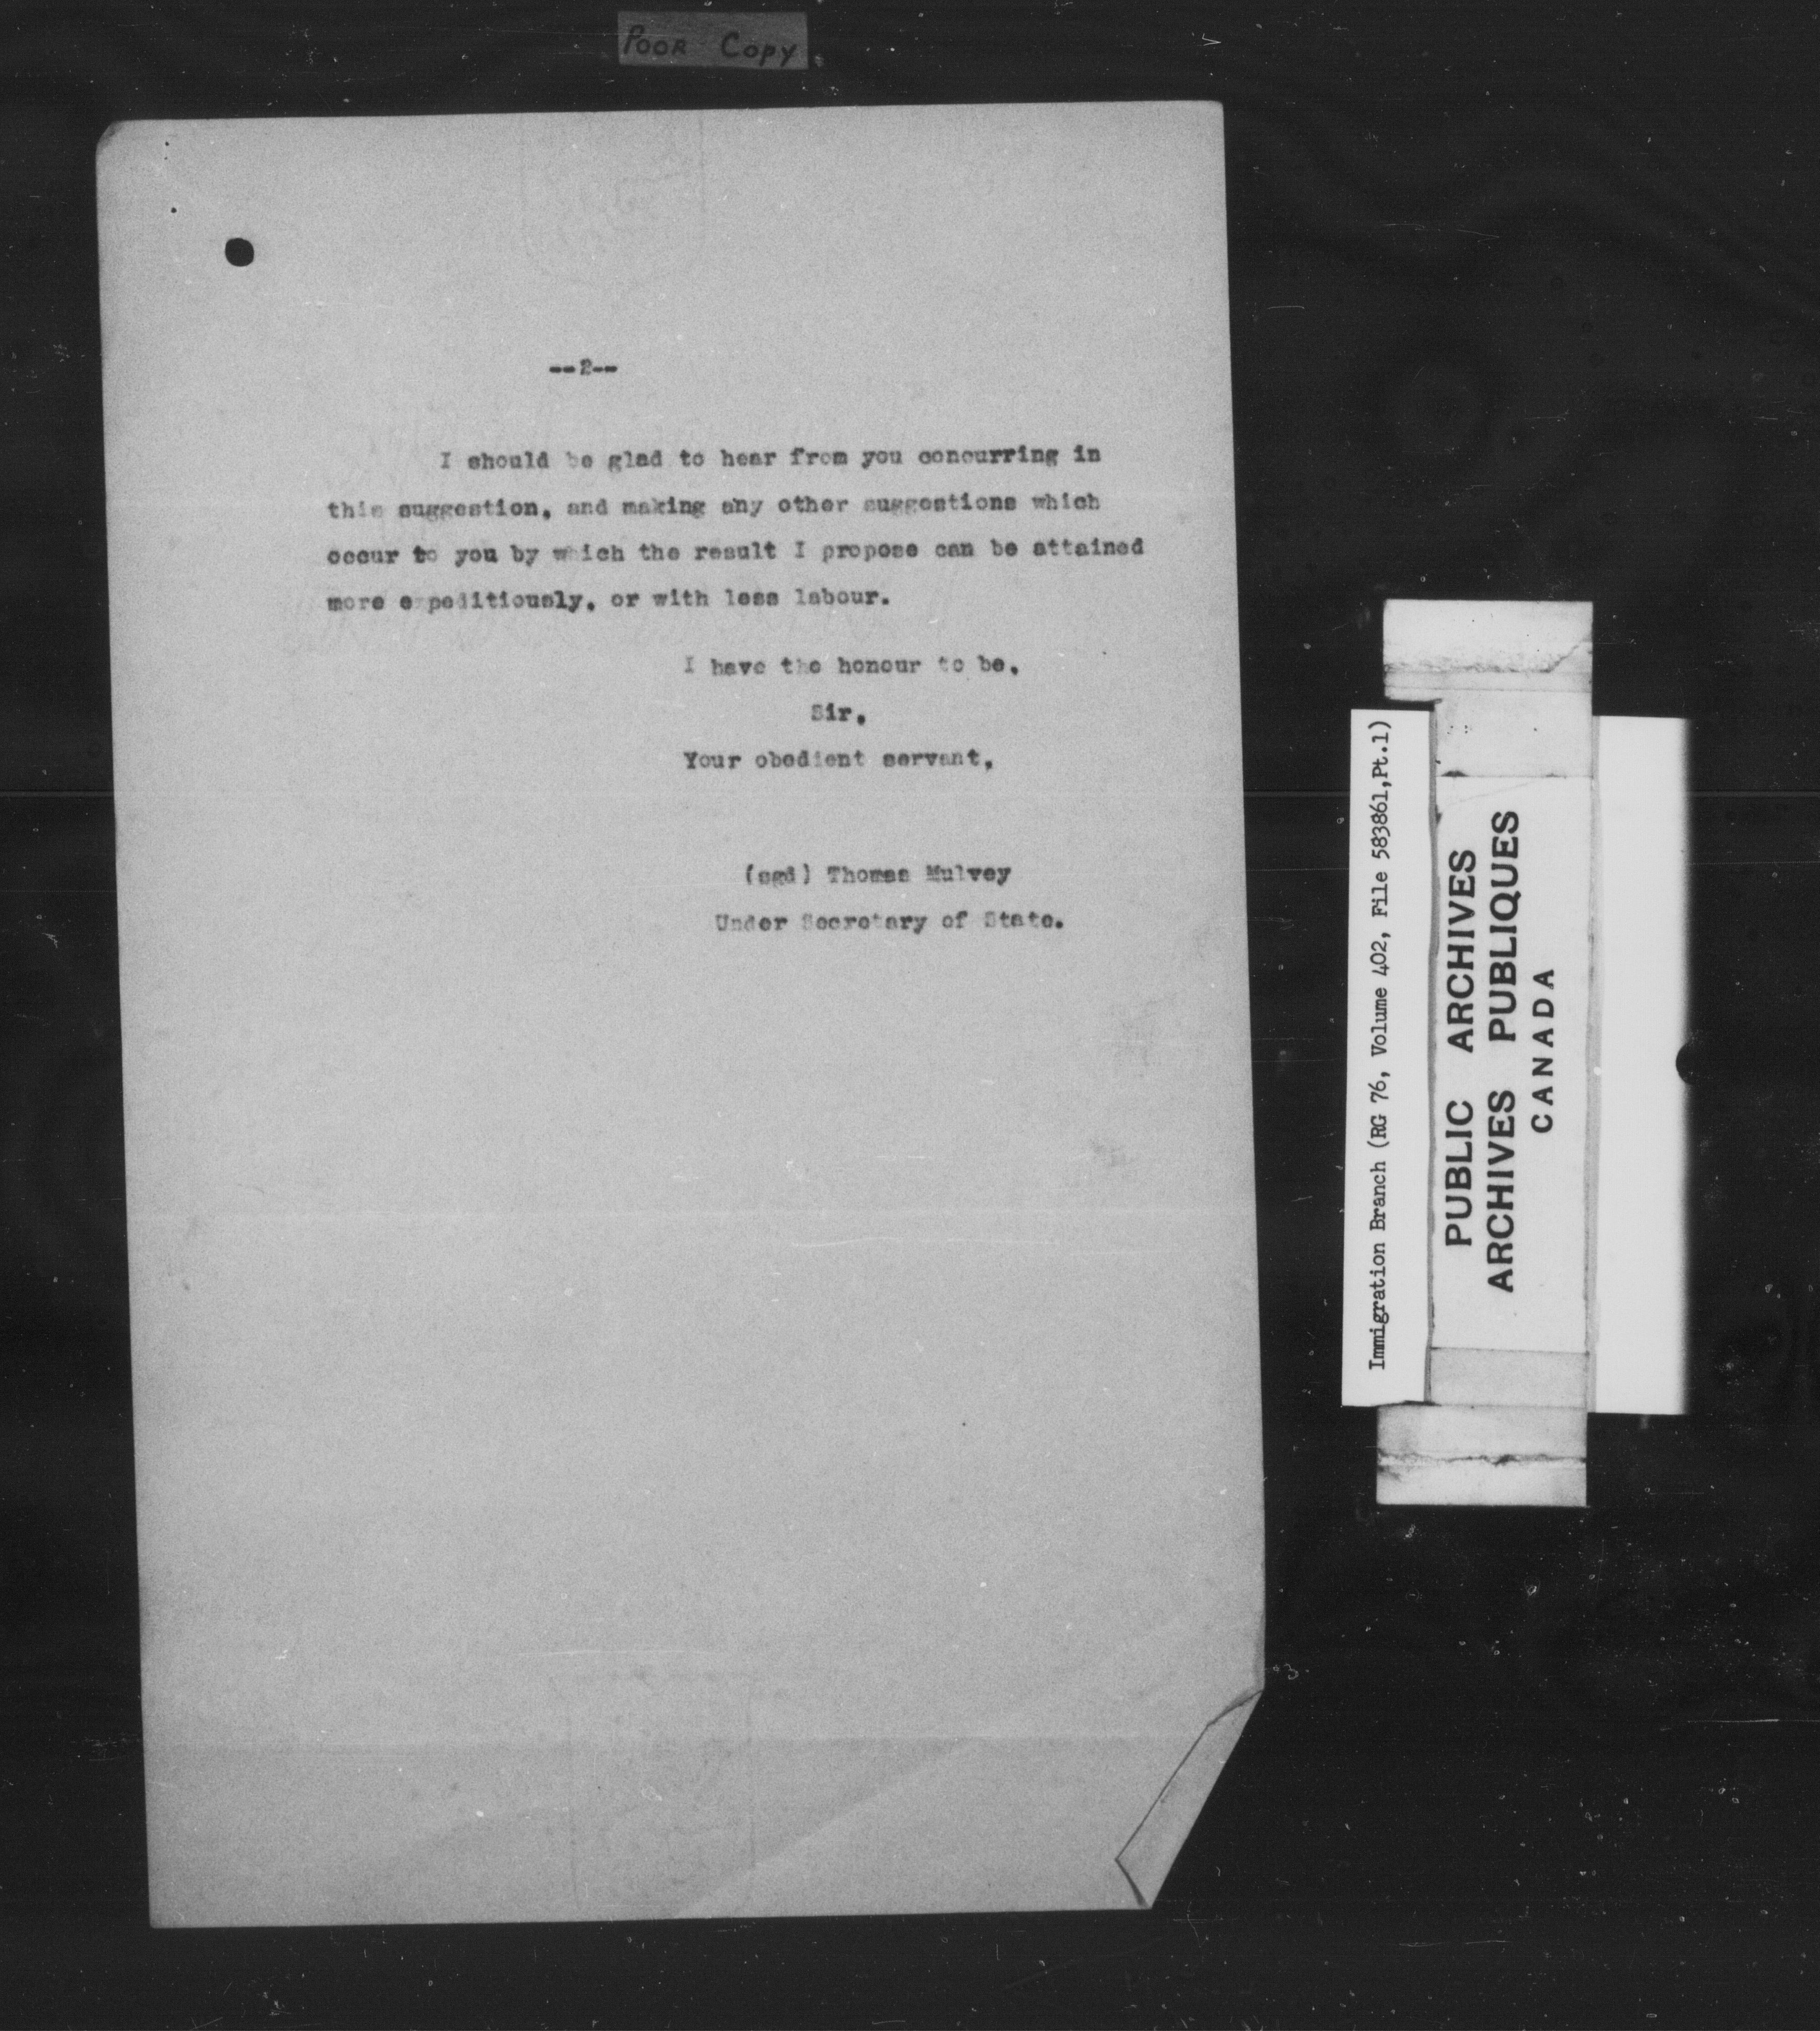 POOR COPY
--2--
I should be glad to hear from you concurring in
this suggestion, and making any other suggestions which
occur to you by which the result I propose can be attained
more expeditiously, or with less labour.
I have the honour to be,
Sir,
Your obedient servant,
(sgd) Thomas Mulvey
Under Secretary of State.
Immigration Branch (RG 76, Volume 402, File 583861,Pt.1)
PUBLIC ARCHIVES
ARCHIVES PUBLIQUES
CANADA